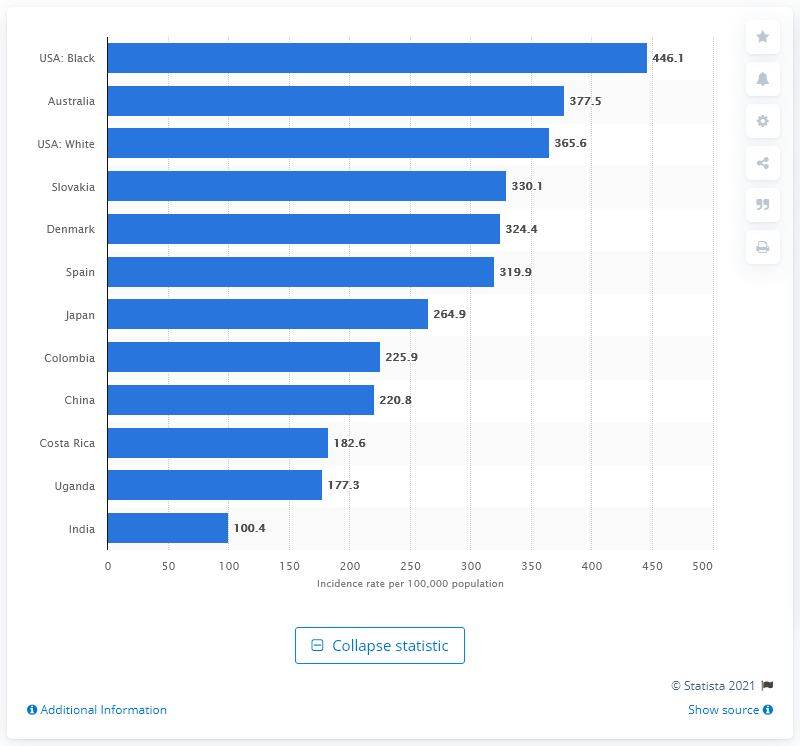 USA: Black 446.1
Australia 377.5
USA: White 365.6
Slovakia 330.1
Denmark 324.4
Spain 319.9
Japan 264.9
Colombia 225.9
China 220.8
Costa Rica 182.6
Uganda 177.3
India 100.4
0 50 100 150 200 250 300 350 400 450 500
Incidence rate per 100,000 population
Collapse statistic
© Statista 2021
Additional Information Show source